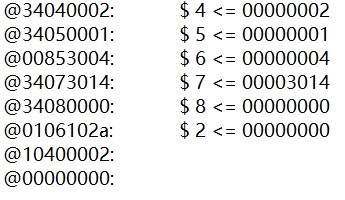 @34040002: $ 4 <= 00000002
@34050001: $ 5 <= 00000001
@00853004: $ 6 <= 00000004
@34073014: $ 7 <= 00003014
@34080000: $ 8 <= 00000000
@0106102a: $ 2 <= 00000000
@10400002:
@00000000: